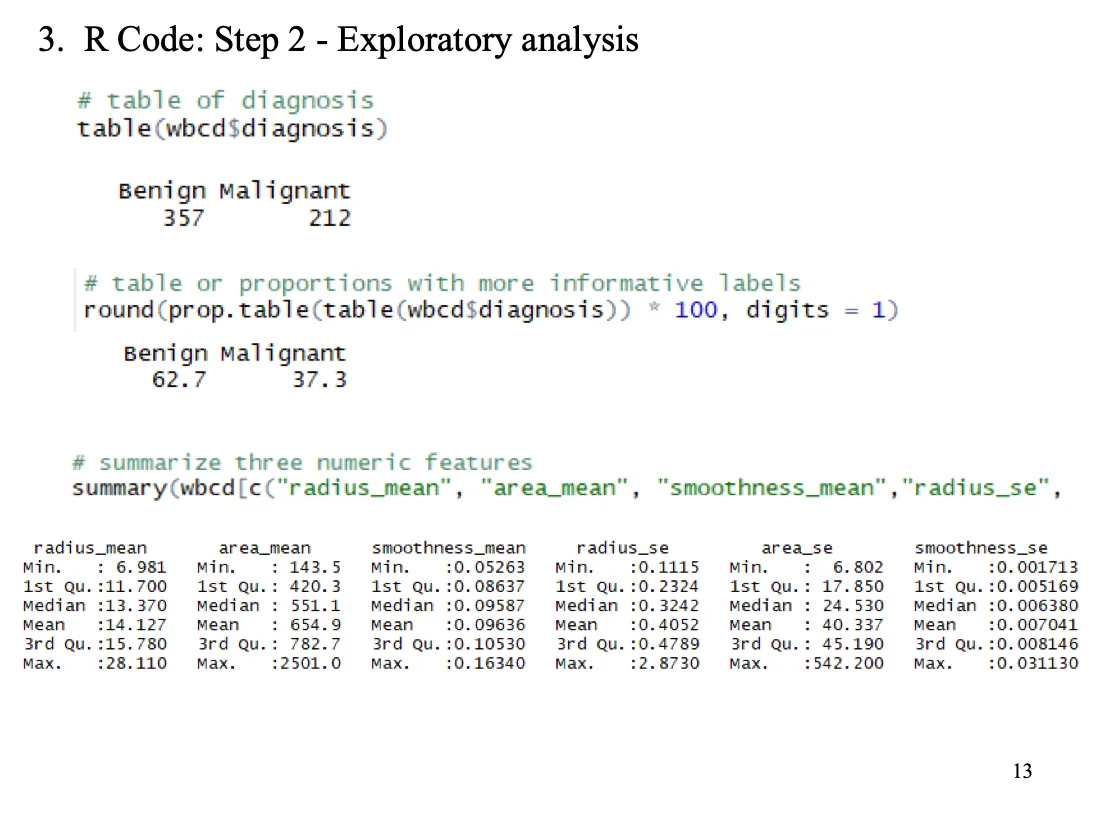 3. R Code: Step 2 - Exploratory analysis
# table of diagnosis
table(wbcd$diagnosis)
Benign Malignant
357 212
# table or proportions with more informative labels
round(prop.table(table(wbcd$diagnosis)) * 100, digits = 1)
Benign Malignant
62.7 37.3
# summarize three numeric features
summary(wbcd[c("radius_mean", "area_mean", "smoothness_mean","radius_se",
radius_mean area_mean smoothness_mean radius_se area_se smoothness_se
Min. : 6.981 Min. : 143.5 Min. :0.05263 Min. :0.1115 Min. : 6.802 Min. :0.001713
1st Qu.:11.700 1st Qu.: 420.3 1st Qu.:0.08637 1st Qu.:0.2324 1st Qu.: 17.850 1st Qu.:0.005169
Median :13.370 Median : 551.1 Median :0.09587 Median :0.3242 Median : 24.530 Median :0.006380
Mean :14.127 Mean : 654.9 Mean :0.09636 Mean :0.4052 Mean : 40.337 Mean :0.007041
3rd Qu.:15.780 3rd Qu.: 782.7 3rd Qu.:0.10530 3rd Qu.:0.4789 3rd Qu.: 45.190 3rd Qu.:0.008146
Max. :28.110 Max. :2501.0 Max. :0.16340 Max. :2.8730 Max. :542.200 Max. :0.031130
13